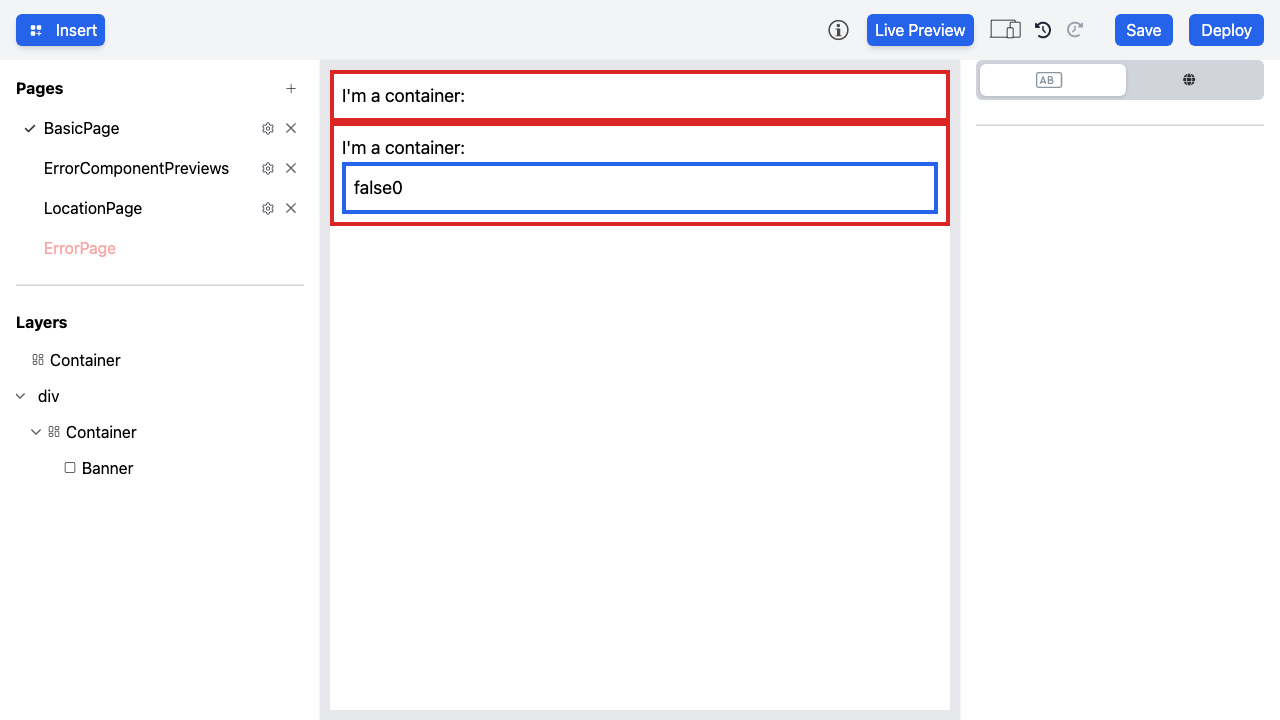 Insert
Live Preview
Save
Deploy
Pages
BasicPage
ErrorComponentPreviews
LocationPage
ErrorPage
Layers
Container
div
Container
Banner
I'm a container:
I'm a container:
false0
AB